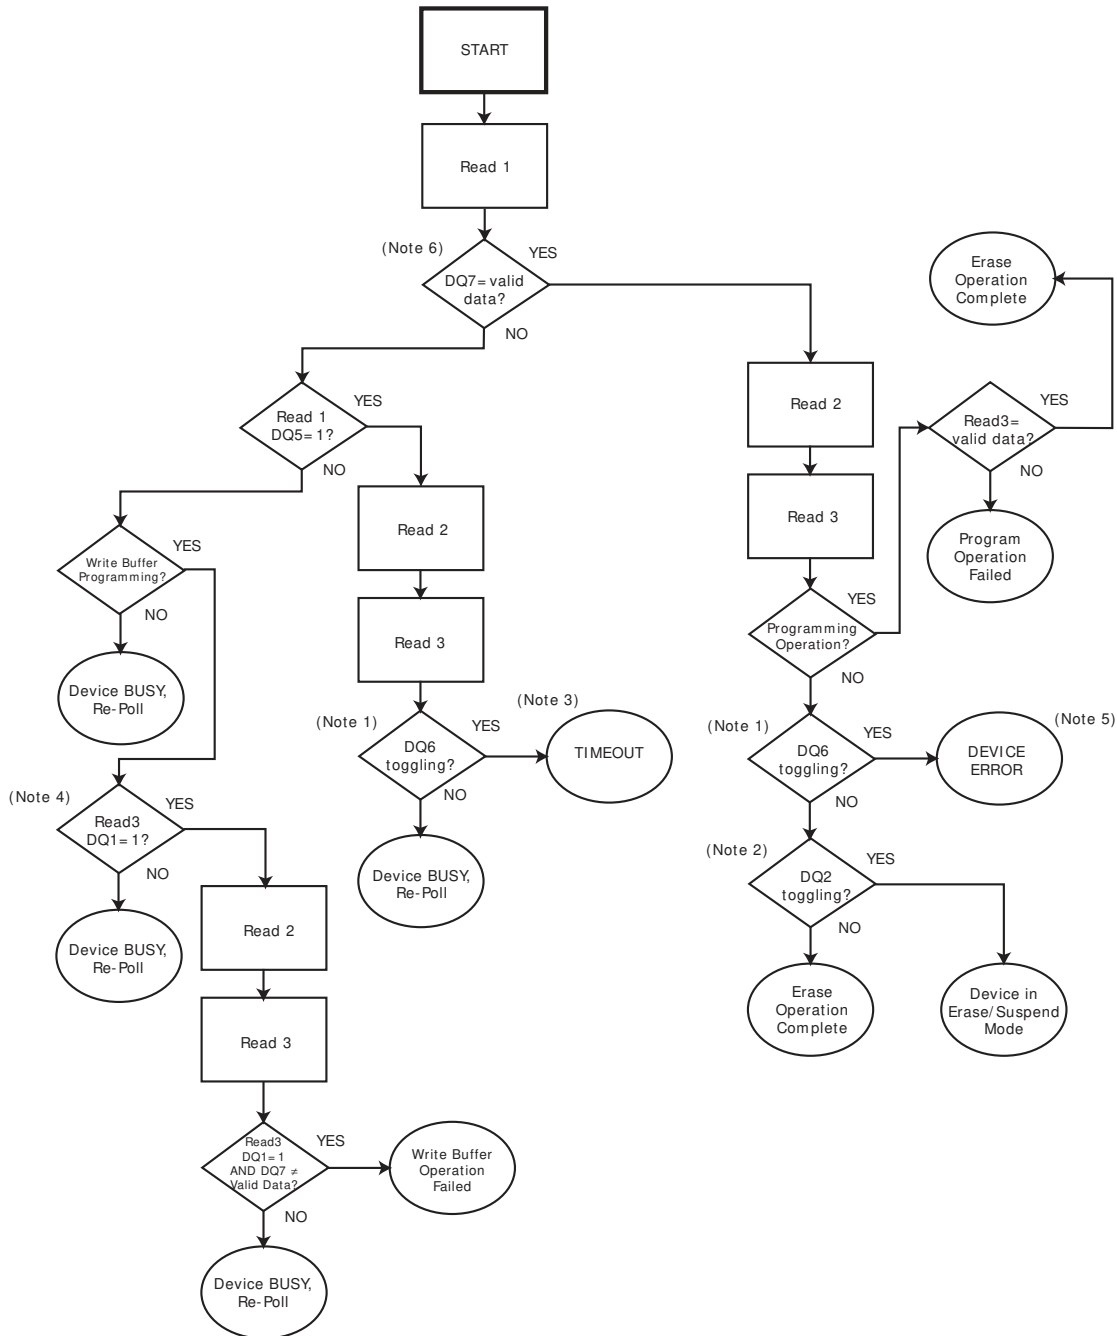 START
Read 1
(Note 6)
YES
DQ7= valid
data?
NO
Erase
Operation
Complete
Read 1
DQ5= 1?
YES
NO
Read 2
Read3=
valid data?
YES
NO
Read 2
Read 3
Program
Operation
Failed
Write Buffer
Programming?
YES
NO
Read 3
Programming
Operation?
YES
NO
Device BUSY,
Re-Poll
(Note 1)
DQ6
toggling?
YES
NO
(Note 3)
TIMEOUT
(Note 1)
DQ6
toggling?
YES
NO
DEVICE
ERROR
(Note 5)
(Note 4)
Read3
DQ1= 1?
YES
NO
Device BUSY,
Re-Poll
(Note 2)
DQ2
toggling?
YES
NO
Device BUSY,
Re-Poll
Read 2
Erase
Operation
Complete
Device in
Erase/Suspend
Mode
Read 3
Read3
DQ1= 1
AND DQ7 ≠
Valid Data?
YES
NO
Write Buffer
Operation
Failed
Device BUSY,
Re-Poll